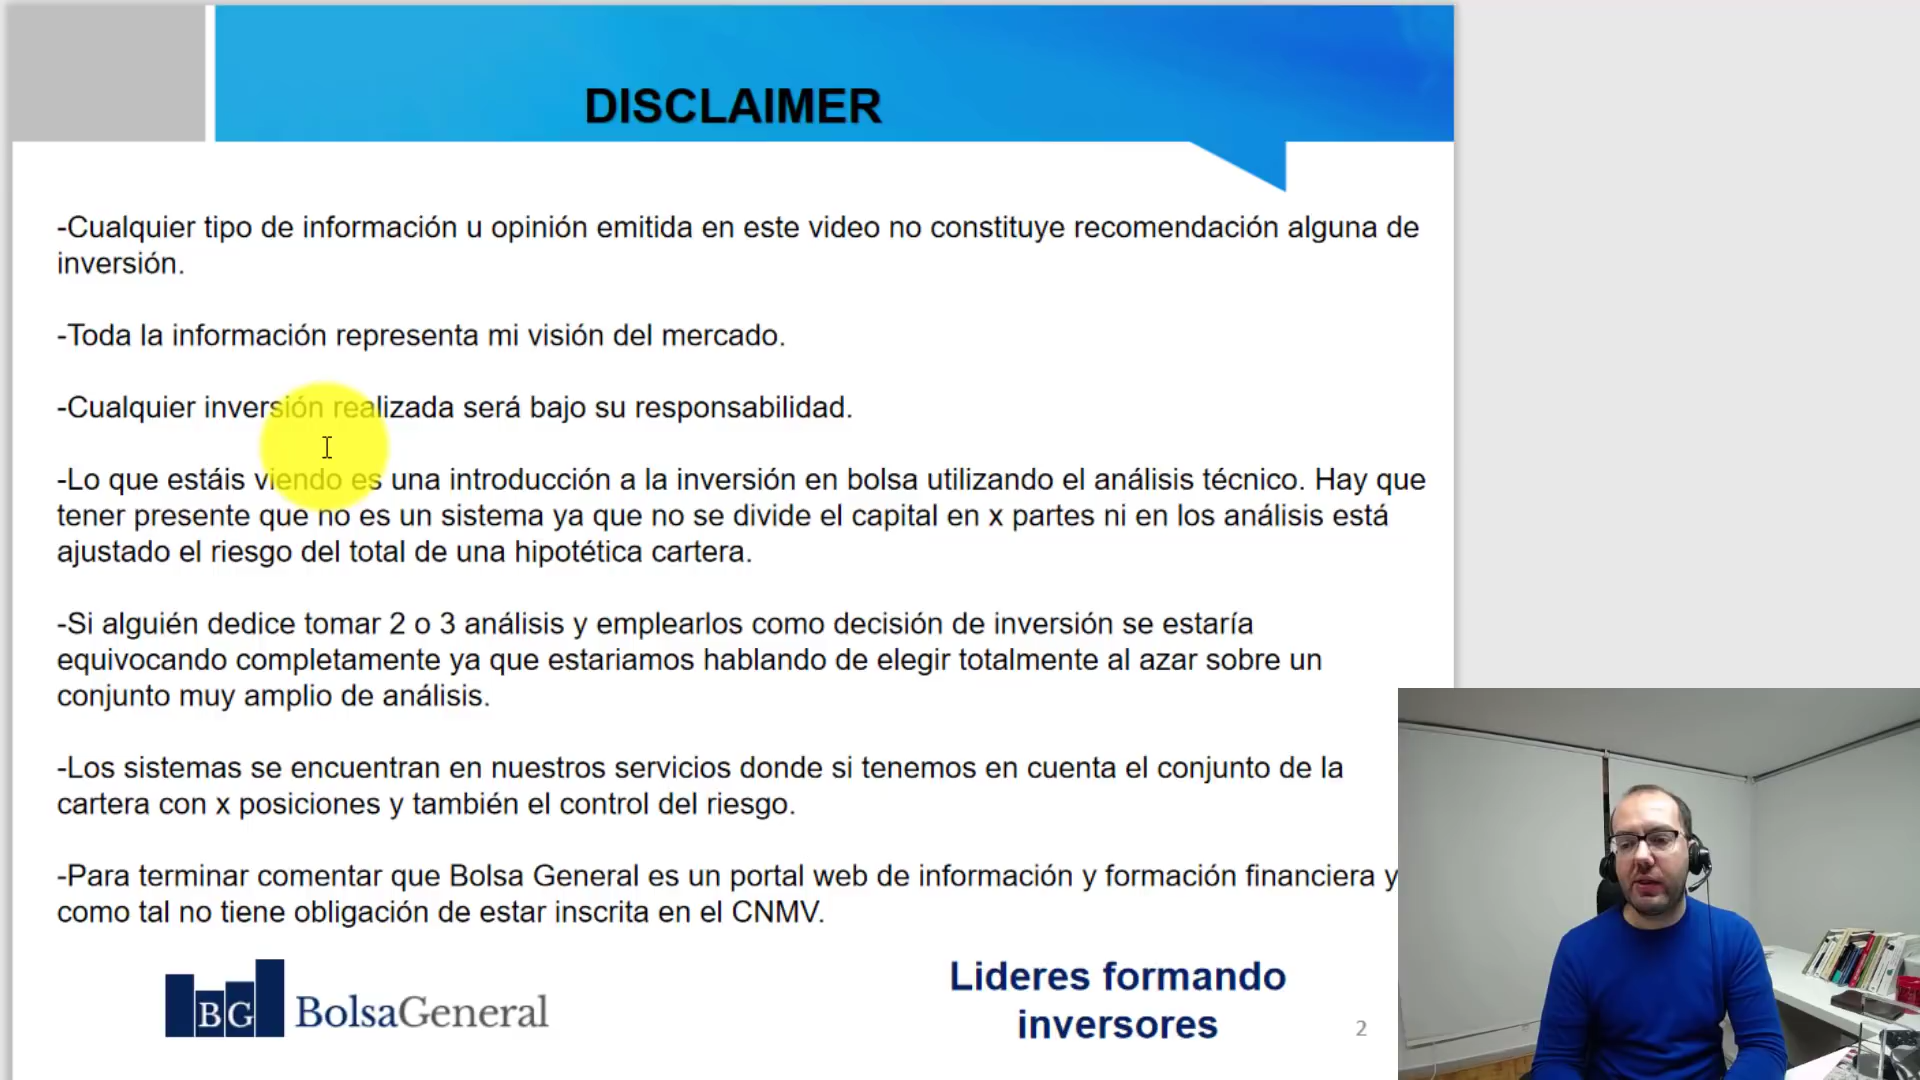 DISCLAIMER
-Cualquier tipo de información u opinión emitida en este video no constituye recomendación alguna de
inversión.
-Toda la información representa mi visión del mercado.
-Cualquier inversión realizada será bajo su responsabilidad.
-Lo que estáis viendo es una introducción a la inversión en bolsa utilizando el análisis técnico. Hay que
tener presente que no es un sistema ya que no se divide el capital en x partes ni en los análisis está
ajustado el riesgo del total de una hipotética cartera.
-Si alguién dedice tomar 2 o 3 análisis y emplearlos como decisión de inversión se estaría
equivocando completamente ya que estariamos hablando de elegir totalmente al azar sobre un
conjunto muy amplio de análisis.
-Los sistemas se encuentran en nuestros servicios donde si tenemos en cuenta el conjunto de la
cartera con x posiciones y también el control del riesgo.
-Para terminar comentar que Bolsa General es un portal web de información y formación financiera y
como tal no tiene obligación de estar inscrita en el CNMV.
BG BolsaGeneral
Lideres formando
inversores
2